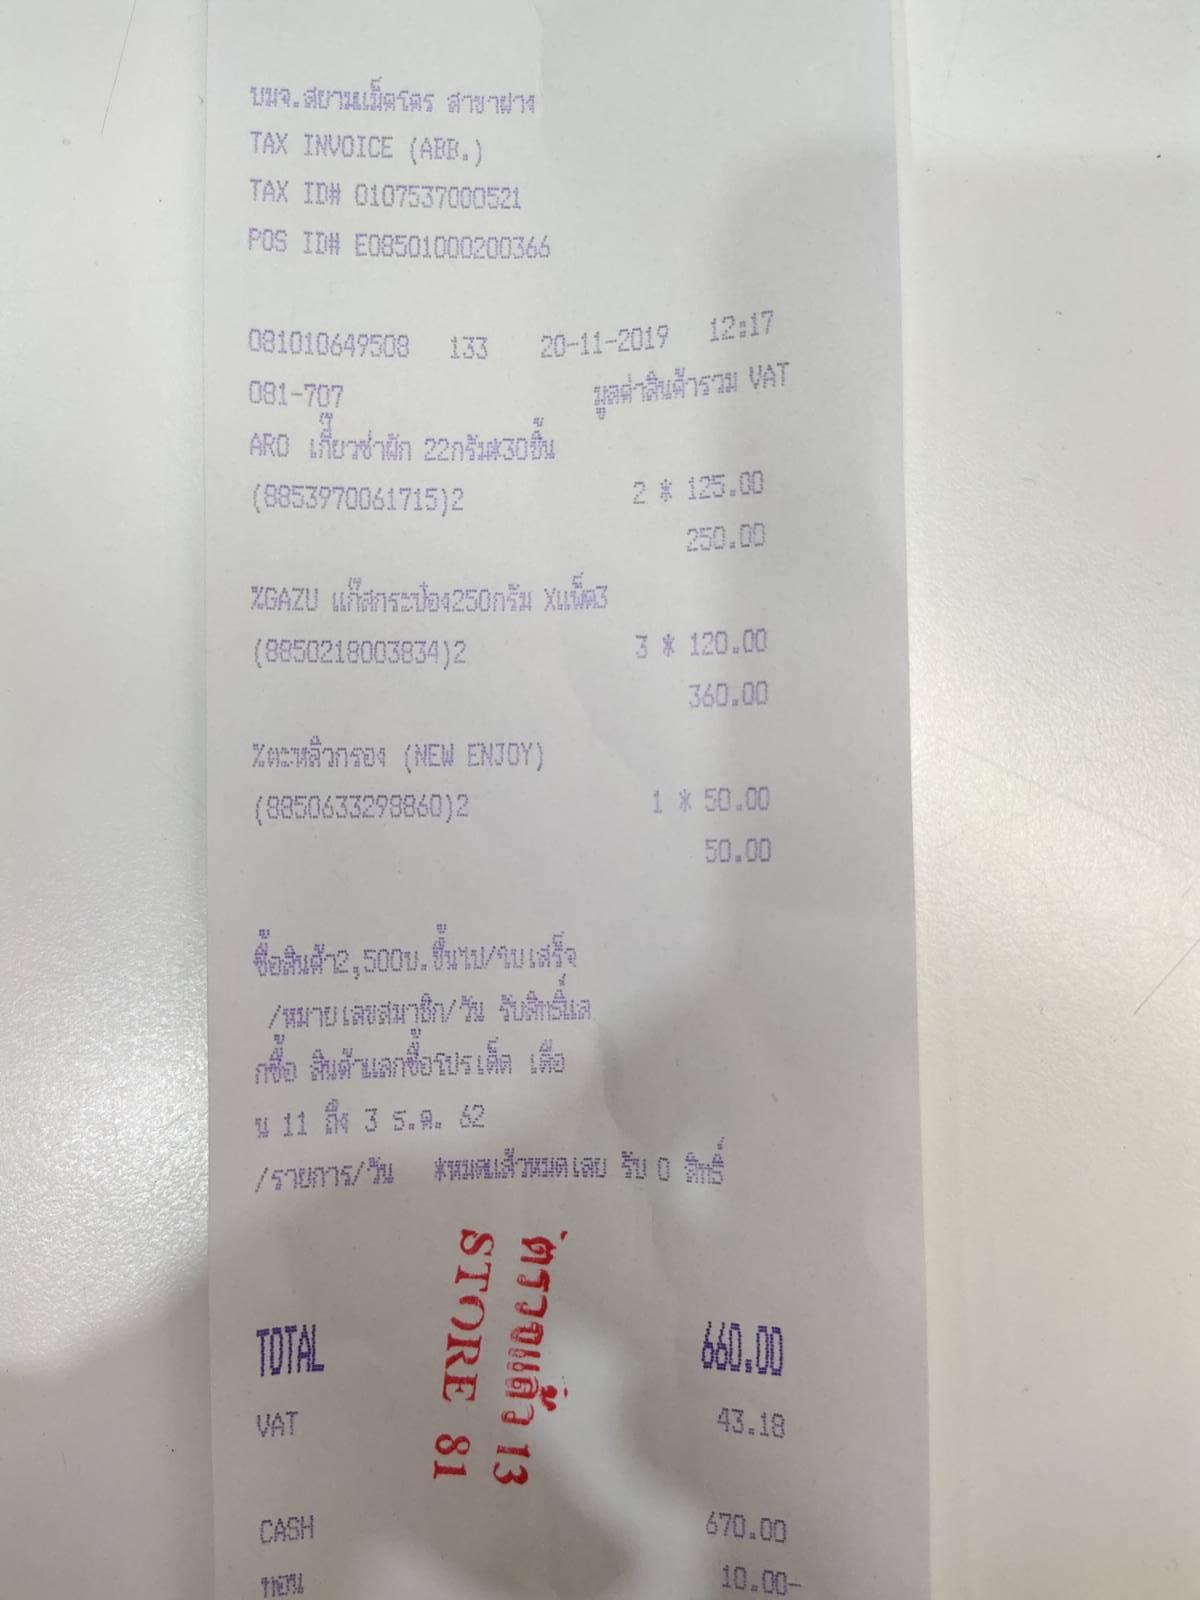 บมจ.สยามแม็คโคร สาขาฝาง
TAX INVOICE (ABB.)
TAX ID# 0107537000521
POS ID# E08501000200366
081010649508 133 20-11-2019 12:17
081-707 มูลค่าสินค้ารวม VAT
ARO เกี๊ยวซ่าผัก 22กรัม*30ชิ้น
(8853970061715)2 2 * 125.00
250.00
%GAZU แก๊สกระป๋อง250กรัม Xแพ็ค3
(8850218003834)2 3 * 120.00
360.00
%ตะหลิวกรอง (NEW ENJOY)
(8850633298860)2 1 * 50.00
50.00
ซื้อสินค้า2,500บ.ขึ้นไป/ใบเสร็จ
/หมายเลขสมาชิก/วัน รับสิทธิ์แล
กซื้อ สินค้าแลกซื้อโปรเด็ด เดือ
น 11 ถึง 3 ธ.ค. 62
/รายการ/วัน *หมดแล้วหมดเลย รับ 0 สิทธิ์
ตรวจแล้ว 13
STORE 81
TOTAL 660.00
VAT 43.18
CASH 670.00
ทอน 10.00-